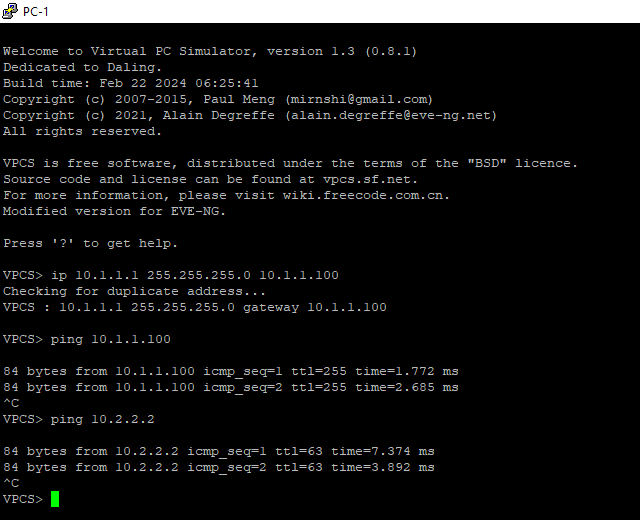 PC-1
Welcome to Virtual PC Simulator, version 1.3 (0.8.1)
Dedicated to Daling.
Build time: Feb 22 2024 06:25:41
Copyright (c) 2007-2015, Paul Meng (mirnshi@gmail.com)
Copyright (c) 2021, Alain Degreffe (alain.degreffe@eve-ng.net)
All rights reserved.
VPCS is free software, distributed under the terms of the "BSD" licence.
Source code and license can be found at vpcs.sf.net.
For more information, please visit wiki.freecode.com.cn.
Modified version for EVE-NG.
Press '?' to get help.
VPCS> ip 10.1.1.1 255.255.255.0 10.1.1.100
Checking for duplicate address...
VPCS : 10.1.1.1 255.255.255.0 gateway 10.1.1.100
VPCS> ping 10.1.1.100
84 bytes from 10.1.1.100 icmp_seq=1 ttl=255 time=1.772 ms
84 bytes from 10.1.1.100 icmp_seq=2 ttl=255 time=2.685 ms
^C
VPCS> ping 10.2.2.2
84 bytes from 10.2.2.2 icmp_seq=1 ttl=63 time=7.374 ms
84 bytes from 10.2.2.2 icmp_seq=2 ttl=63 time=3.892 ms
^C
VPCS>